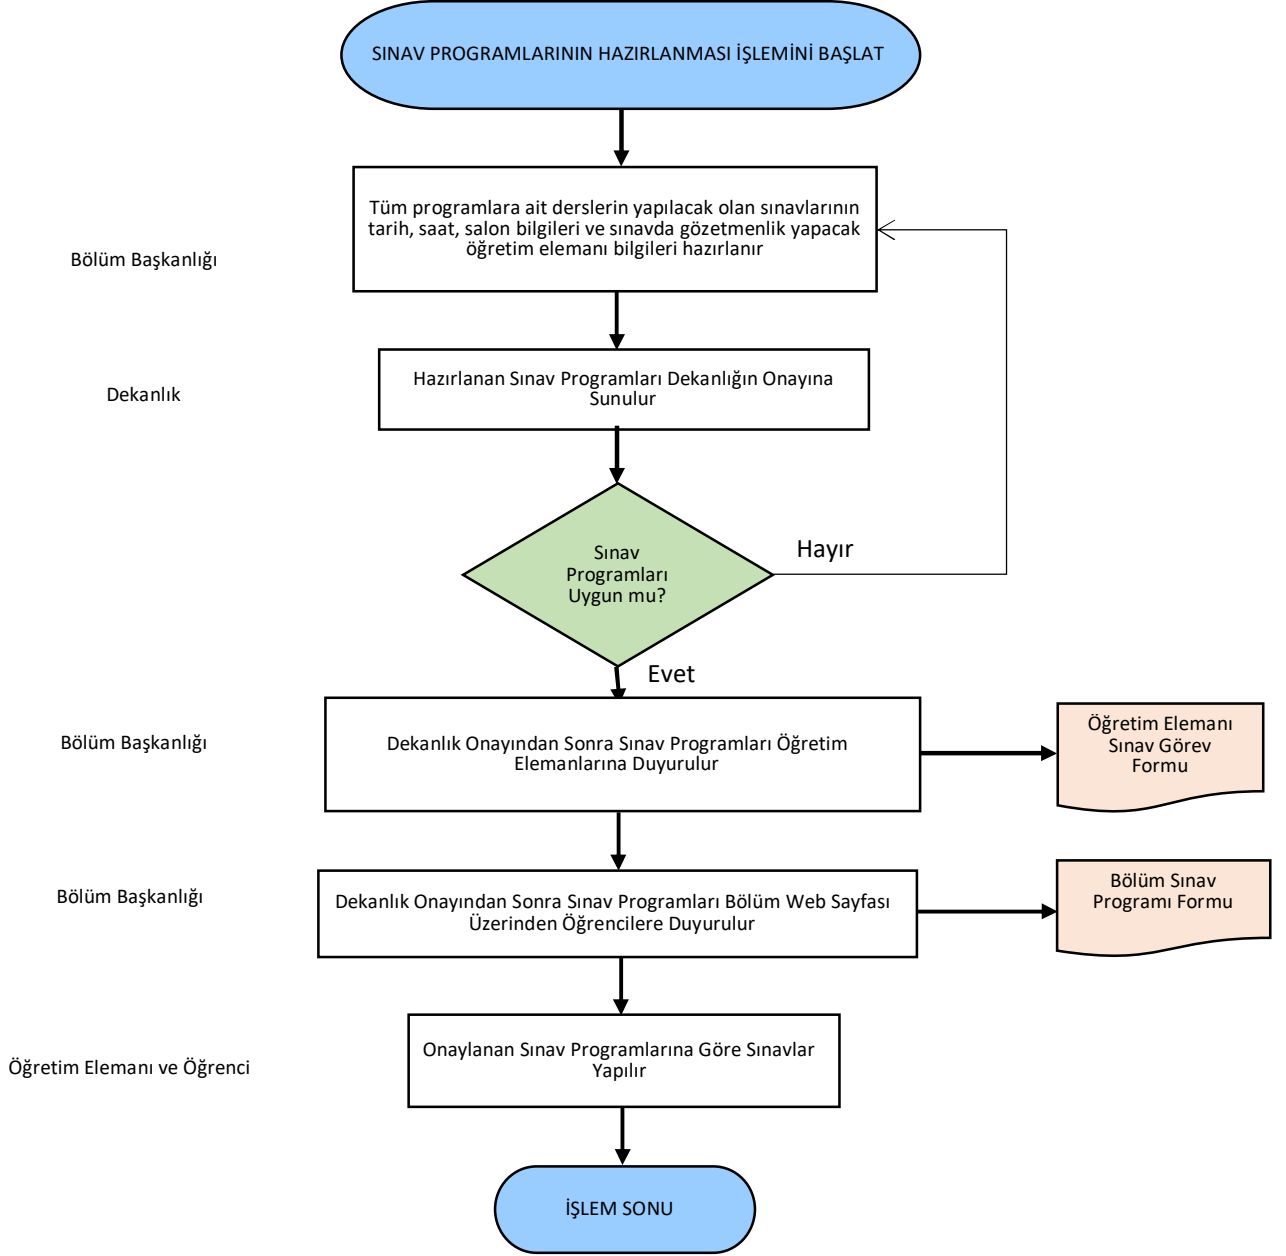 SINAV PROGRAMLARININ HAZIRLANMASI İŞLEMİNİ BAŞLAT
Tüm programlara ait derslerin yapılacak olan sınavlarının
tarih, saat, salon bilgileri ve sınavda gözetmenlik yapacak
öğretim elemanı bilgileri hazırlanır
Bölüm Başkanlığı
Hazırlanan Sınav Programları Dekanlığın Onayına
Sunulur
Dekanlık
Sınav
Programları
Uygun mu?
Hayır
Evet
Bölüm Başkanlığı
Dekanlık Onayından Sonra Sınav Programları Öğretim
Elemanlarına Duyurulur
Öğretim Elemanı
Sınav Görev
Formu
Bölüm Başkanlığı
Dekanlık Onayından Sonra Sınav Programları Bölüm Web Sayfası
Üzerinden Öğrencilere Duyurulur
Bölüm Sınav
Programı Formu
Öğretim Elemanı ve Öğrenci
Onaylanan Sınav Programlarına Göre Sınavlar
Yapılır
İŞLEM SONU